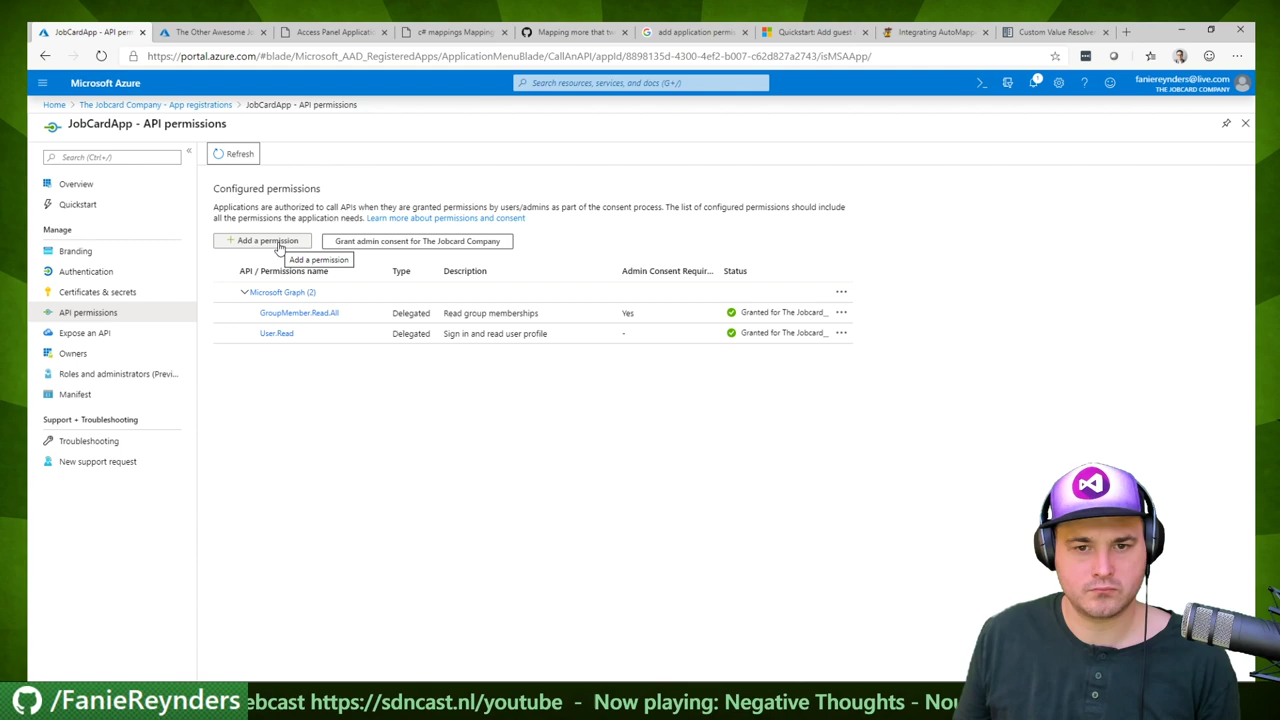 JobCardApp - API perm
The Other Awesome Jo
Access Panel Applicatio
c# mappings Mapping
Mapping more that tw
add application permis
Quickstart: Add guest
Integrating AutoMapp
Custom Value Resolve
https://portal.azure.com/#blade/Microsoft_AAD_RegisteredApps/ApplicationMenuBlade/CallAnAPI/appId/8898135d-4300-4ef2-b007-c62d827a2743/isMSAApp/
Microsoft Azure
Search resources, services, and docs (G+/)
1
faniereynders@live.com
THE JOBCARD COMPANY
Home > The Jobcard Company - App registrations > JobCardApp - API permissions
JobCardApp - API permissions
Search (Ctrl+/)
«
Refresh
Overview
Quickstart
Manage
Branding
Authentication
Certificates & secrets
API permissions
Expose an API
Owners
Roles and administrators (Previ...
Manifest
Support + Troubleshooting
Troubleshooting
New support request
Configured permissions
Applications are authorized to call APIs when they are granted permissions by users/admins as part of the consent process. The list of configured permissions should include
all the permissions the application needs. Learn more about permissions and consent
+ Add a permission
Grant admin consent for The Jobcard Company
Add a permission
API / Permissions name Type Description Admin Consent Requir... Status
Microsoft Graph (2) ...
GroupMember.Read.All Delegated Read group memberships Yes Granted for The Jobcard_ ...
User.Read Delegated Sign in and read user profile - Granted for The Jobcard_ ...
/FanieReynders
ebcast https://sdncast.nl/youtube - Now playing: Negative Thoughts - Nou